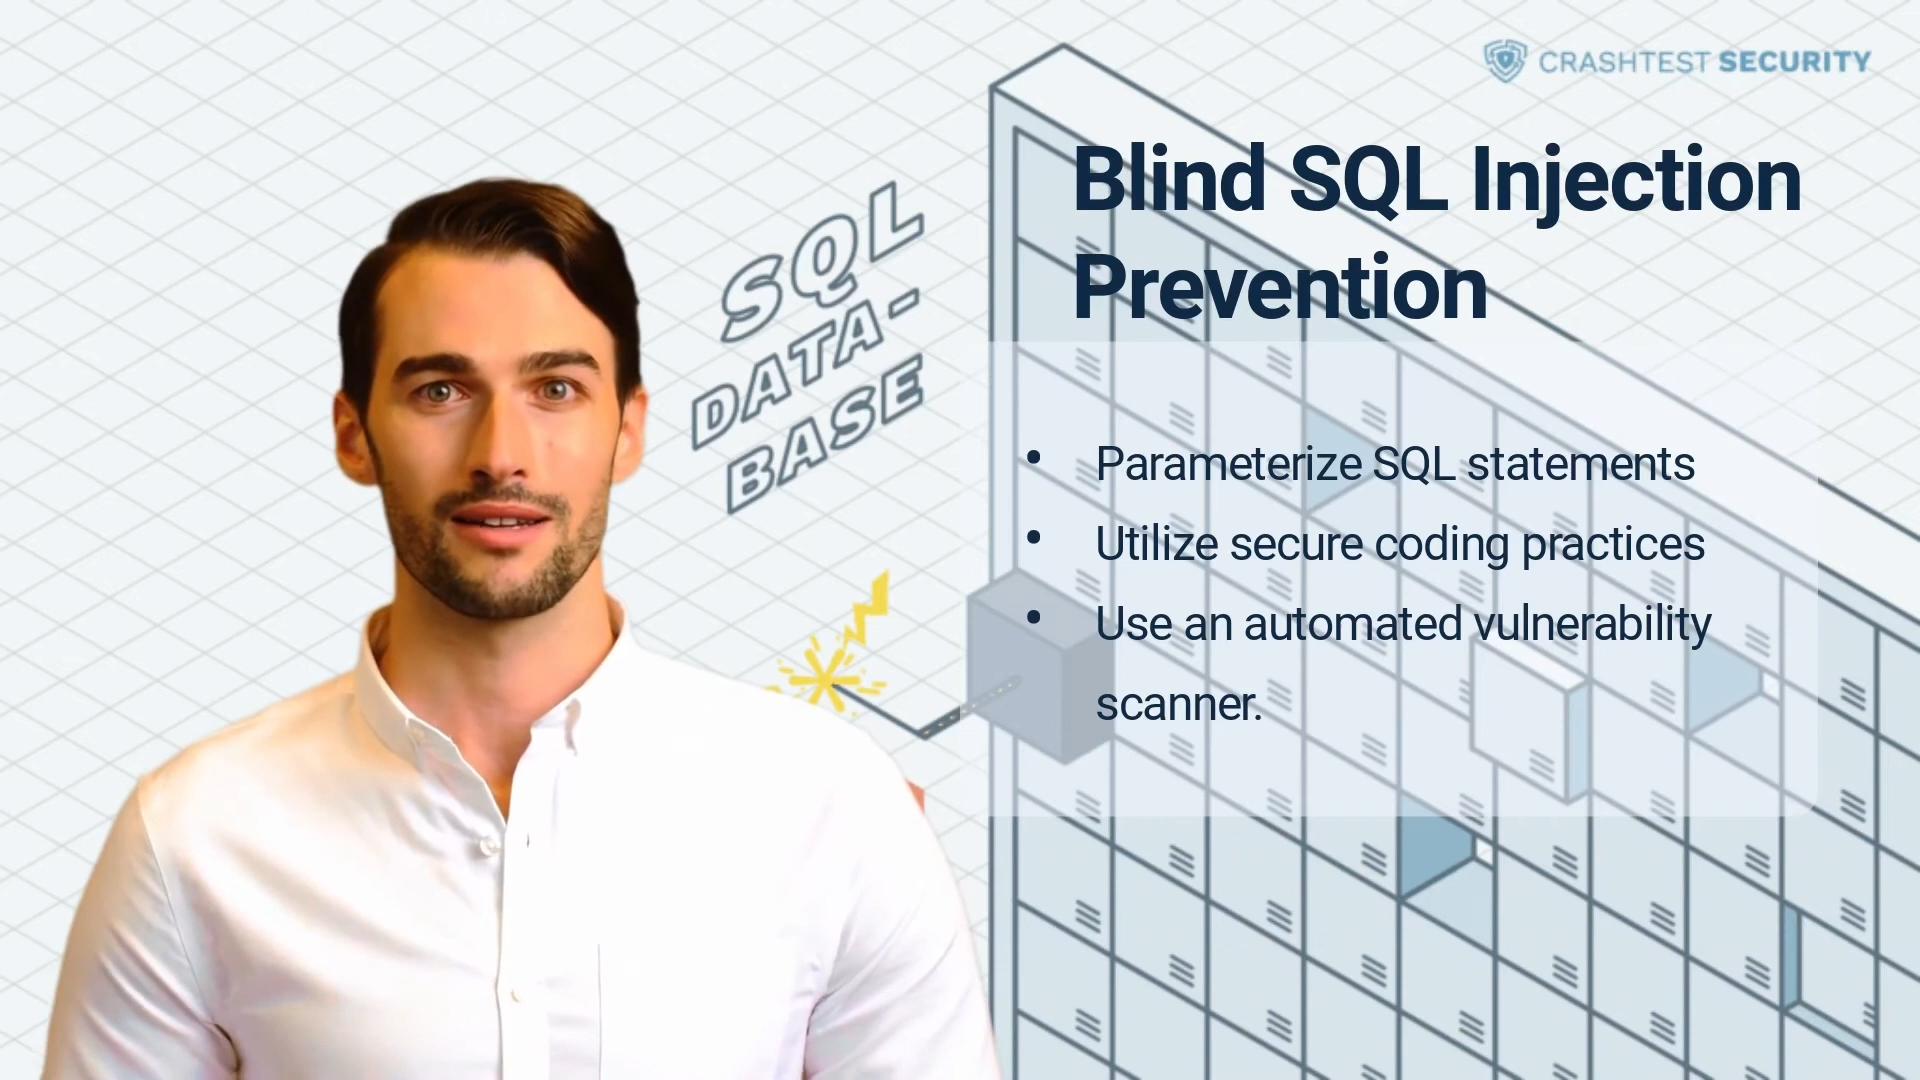 CRASHTEST SECURITY
Blind SQL Injection
Prevention
SQL
DATA-
BASE
• Parameterize SQL statements
• Utilize secure coding practices
• Use an automated vulnerability
scanner.